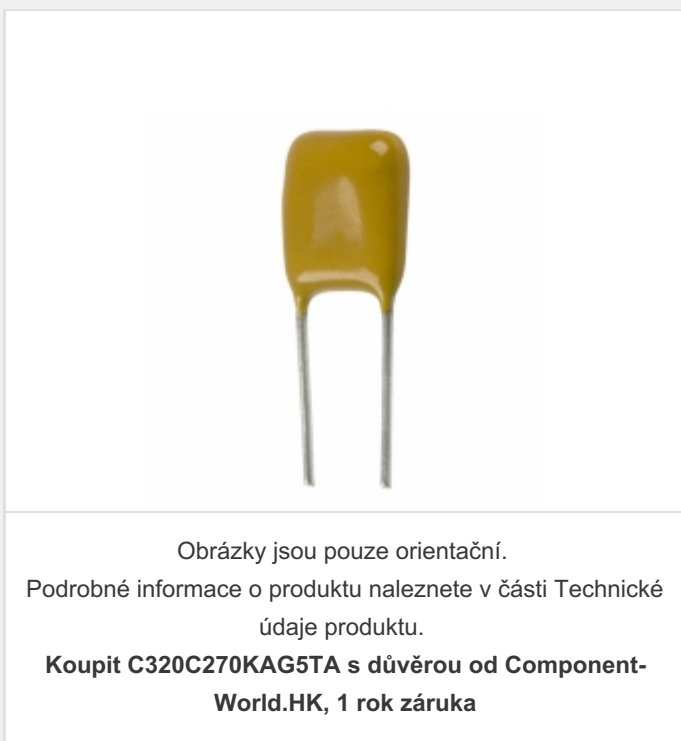 Obrázky jsou pouze orientační.
Podrobné informace o produktu naleznete v části Technické
údaje produktu.
Koupit C320C270KAG5TA s důvěrou od Component-
World.HK, 1 rok záruka